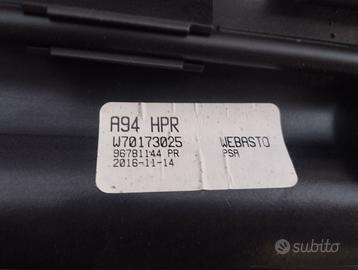 A94 HPR
W70173025 WEBASTO
96781144 PR PSA
2016-11-14
subito